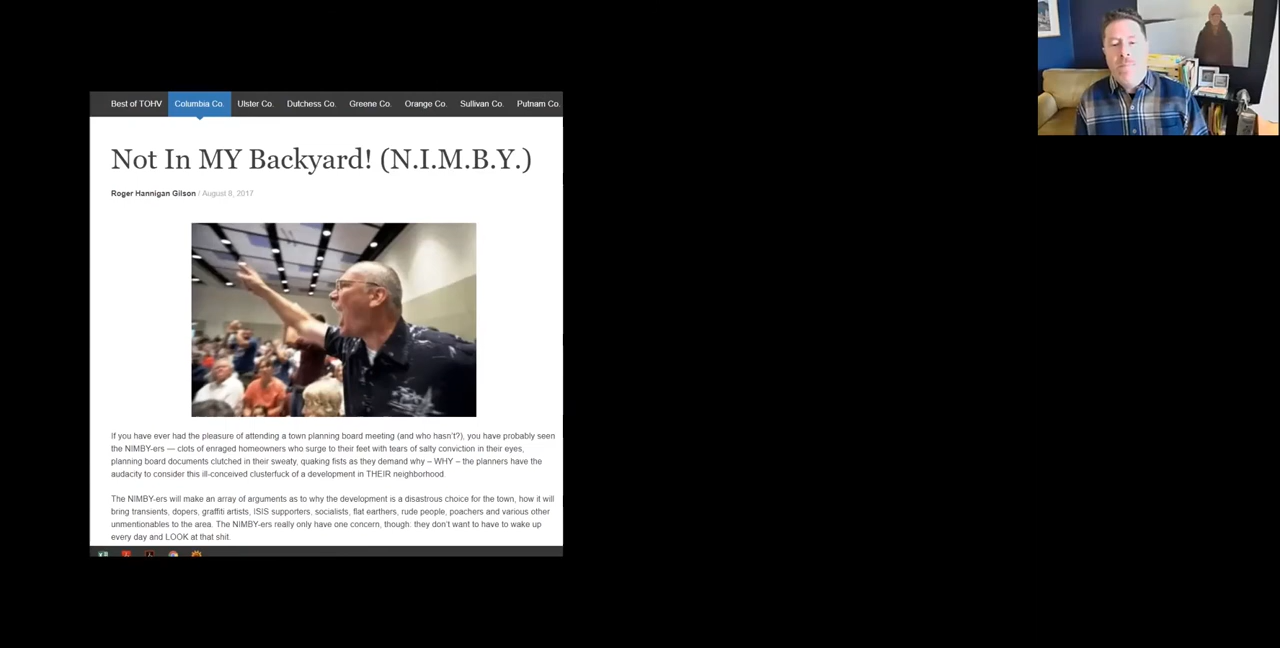 Best of TOHV Columbia Co. Ulster Co. Dutchess Co. Greene Co. Orange Co. Sullivan Co. Putnam Co.
Not In MY Backyard! (N.I.M.B.Y.)
Roger Hannigan Gilson / August 8, 2017
If you have ever had the pleasure of attending a town planning board meeting (and who hasn't?), you have probably seen
the NIMBY-ers — clots of enraged homeowners who surge to their feet with tears of salty conviction in their eyes,
planning board documents clutched in their sweaty, quaking fists as they demand why – WHY – the planners have the
audacity to consider this ill-conceived clusterfuck of a development in THEIR neighborhood.
The NIMBY-ers will make an array of arguments as to why the development is a disastrous choice for the town, how it will
bring transients, dopers, graffiti artists, ISIS supporters, socialists, flat earthers, rude people, poachers and various other
unmentionables to the area. The NIMBY-ers really only have one concern, though: they don't want to have to wake up
every day and LOOK at that shit.